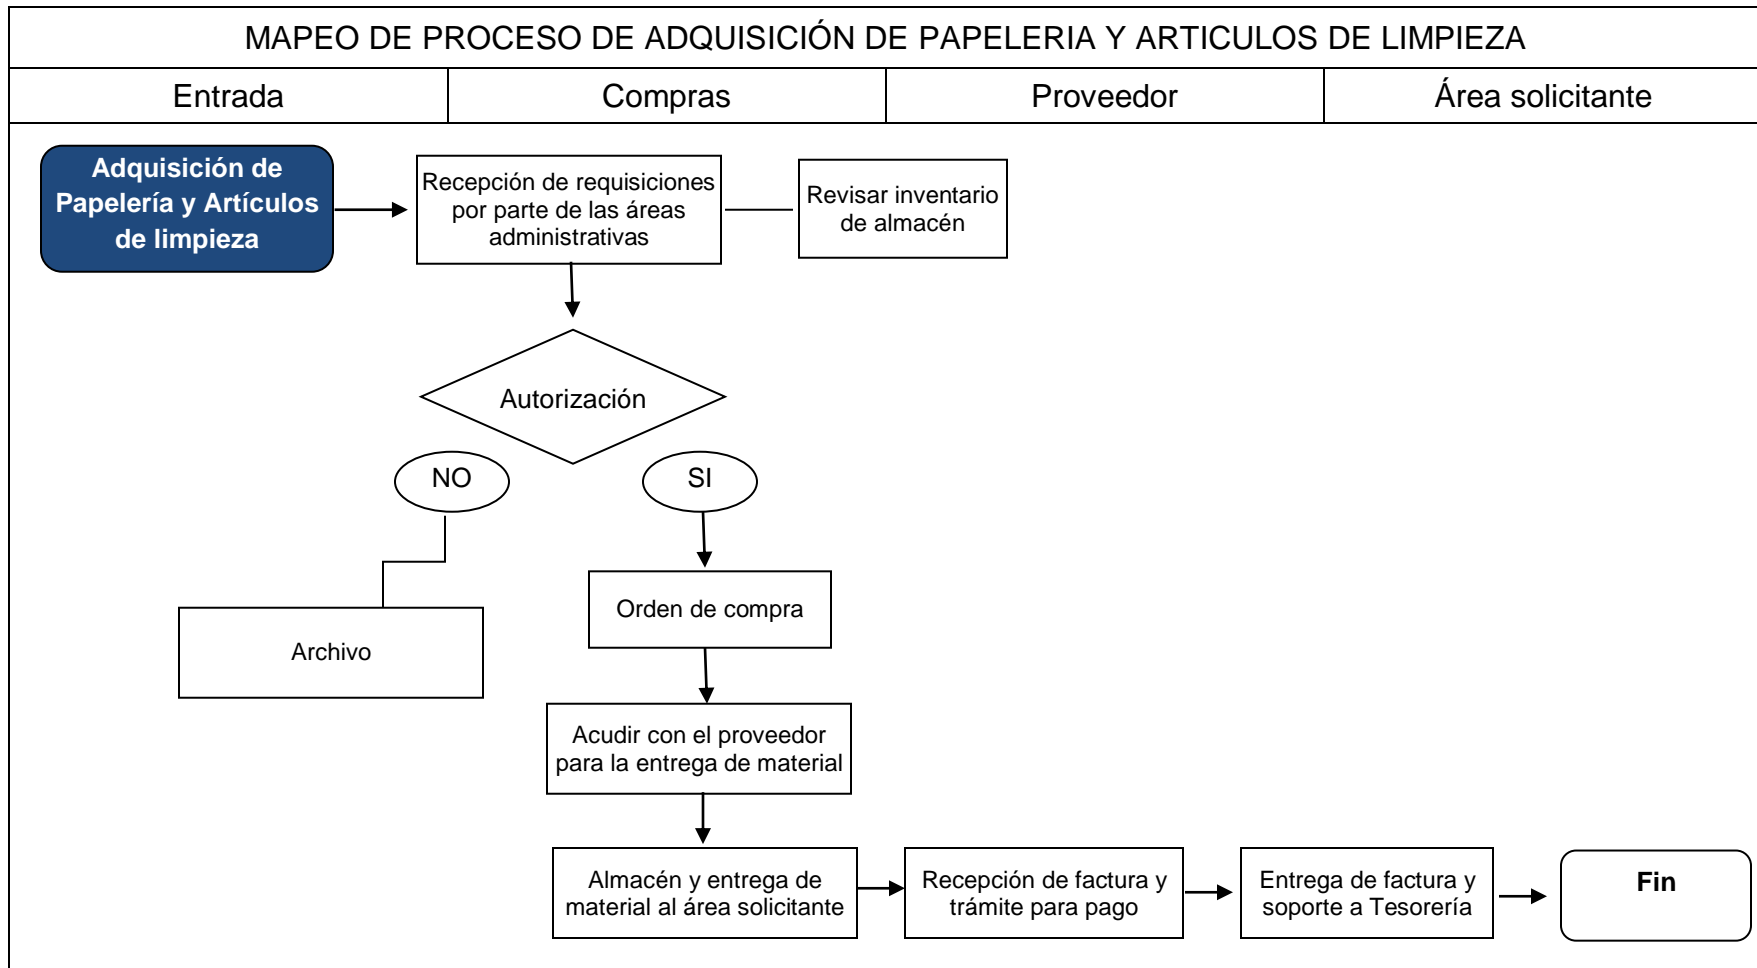 MAPEO DE PROCESO DE ADQUISICIÓN DE PAPELERIA Y ARTICULOS DE LIMPIEZA
Entrada
Compras
Proveedor
Área solicitante
Adquisición de
Papelería y Artículos
de limpieza
Recepción de requisiciones
por parte de las áreas
administrativas
Revisar inventario
de almacén
Autorización
NO
SI
Orden de compra
Archivo
Acudir con el proveedor
para la entrega de material
Almacén y entrega de
material al área solicitante
Recepción de factura y
trámite para pago
Entrega de factura y
soporte a Tesorería
Fin